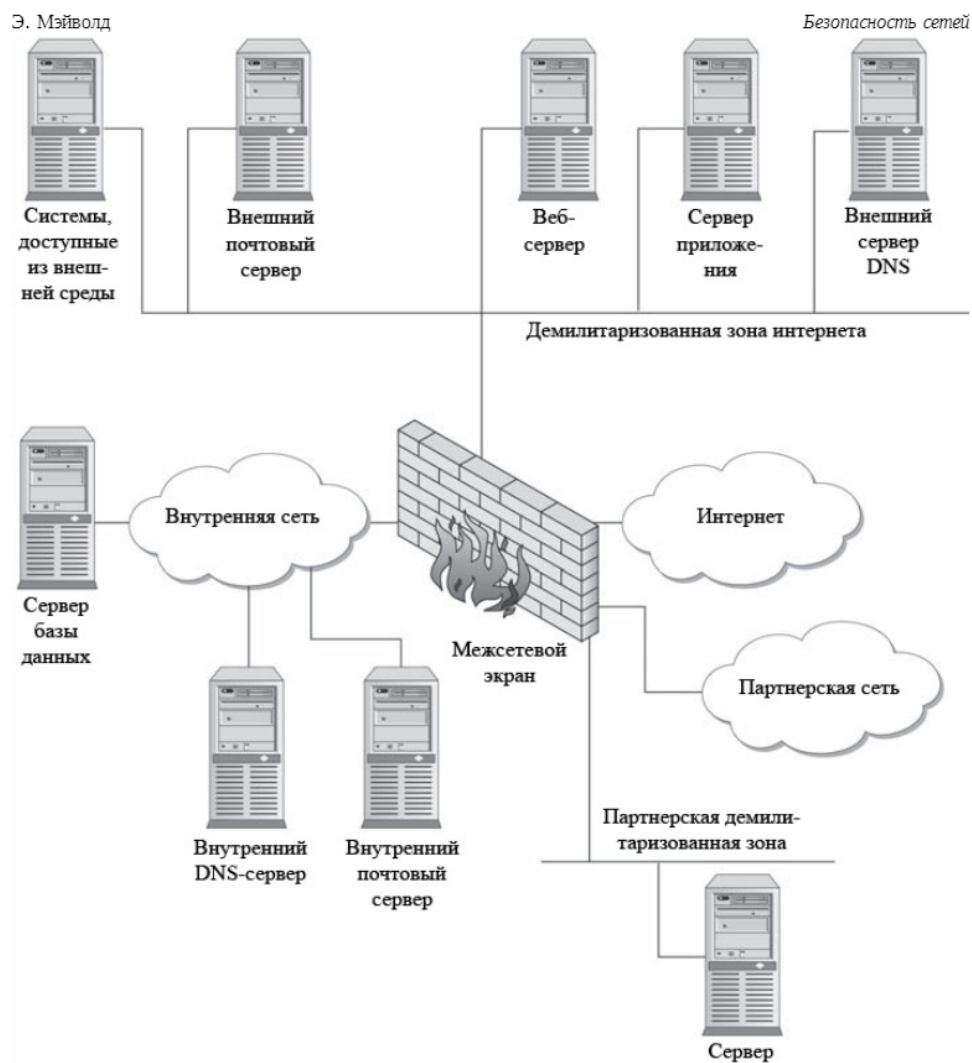 Э. Мэйволд
Безопасность сетей
Системы,
доступные
из внеш-
ней среды
Внешний
почтовый
сервер
Веб-
сервер
Сервер
приложе-
ния
Внешний
сервер
DNS
Демилитаризованная зона интернета
Сервер
базы
данных
Внутренняя сеть
Интернет
Межсетевой
экран
Партнерская сеть
Внутренний
DNS-сервер
Внутренний
почтовый
сервер
Партнерская демили-
таризованная зона
Сервер